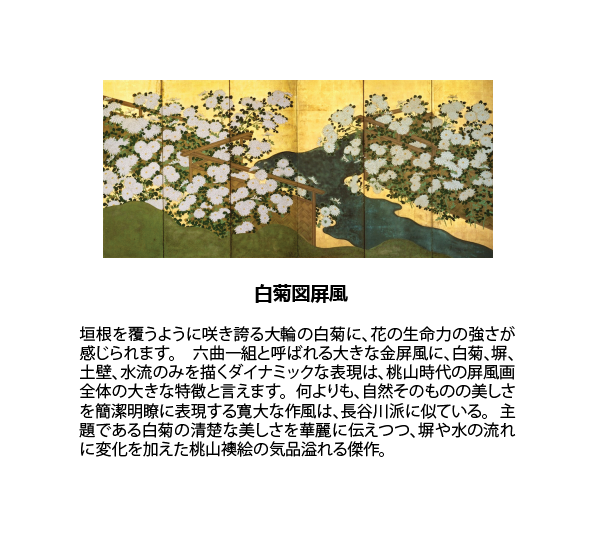 白菊図屏風
垣根を覆うように咲き誇る大輪の白菊に、花の生命力の強さが
感じられます。　六曲一組と呼ばれる大きな金屏風に、白菊、塀、
土壁、水流のみを描くダイナミックな表現は、桃山時代の屏風画
全体の大きな特徴と言えます。 何よりも、自然そのものの美しさ
を簡潔明瞭に表現する寛大な作風は、長谷川派に似ている。 主
題である白菊の清楚な美しさを華麗に伝えつつ、塀や水の流れ
に変化を加えた桃山襖絵の気品溢れる傑作。